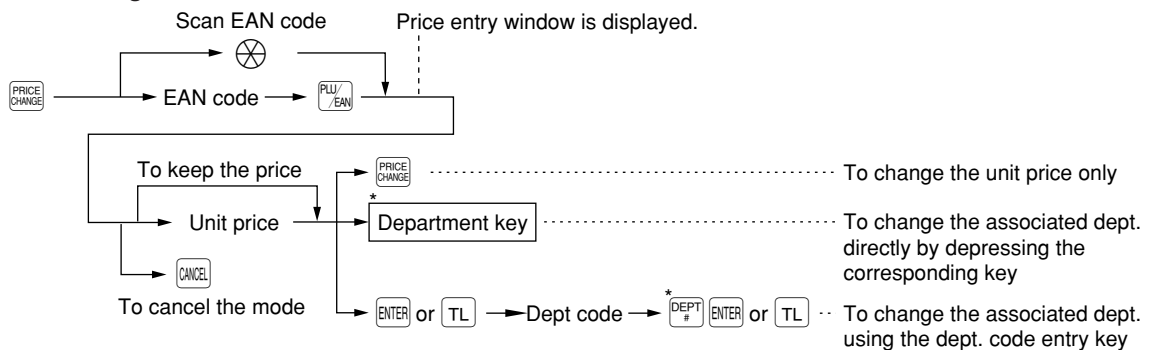 Scan EAN code
Price entry window is displayed.
PRICE CHANGE
EAN code
PLU/EAN
To keep the price
PRICE CHANGE
To change the unit price only
Unit price
*
Department key
To change the associated dept.
directly by depressing the
corresponding key
CANCEL
To cancel the mode
ENTER or TL
Dept code
*
DEPT # ENTER or TL
To change the associated dept.
using the dept. code entry key